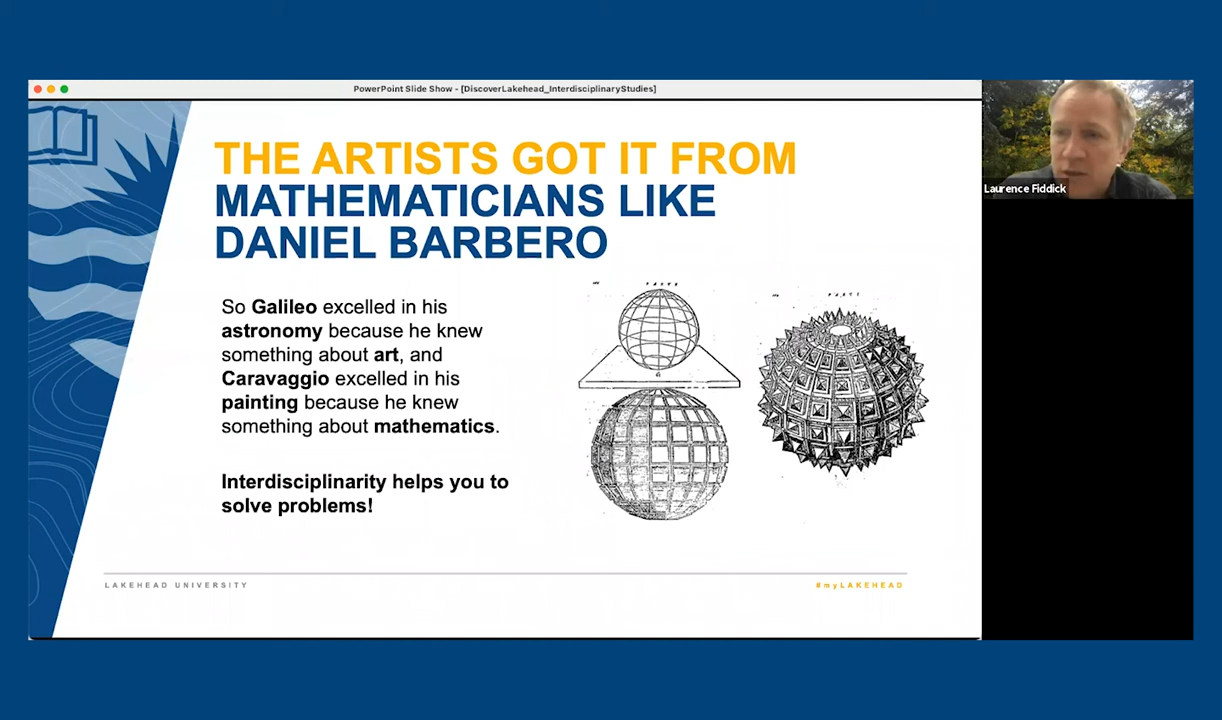 PowerPoint Slide Show - [DiscoverLakehead_InterdisciplinaryStudies]
THE ARTISTS GOT IT FROM
MATHEMATICIANS LIKE
DANIEL BARBERO
So Galileo excelled in his
astronomy because he knew
something about art, and
Caravaggio excelled in his
painting because he knew
something about mathematics.
Interdisciplinarity helps you to
solve problems!
LAKEHEAD UNIVERSITY
#myLAKEHEAD
Laurence Fiddick